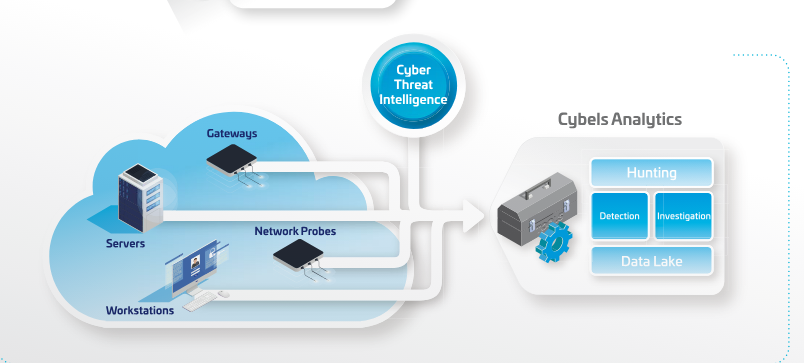 Cyber
Threat
Intelligence
Gateways
Servers
Network Probes
Workstations
Cybels Analytics
Hunting
Detection
Investigation
Data Lake